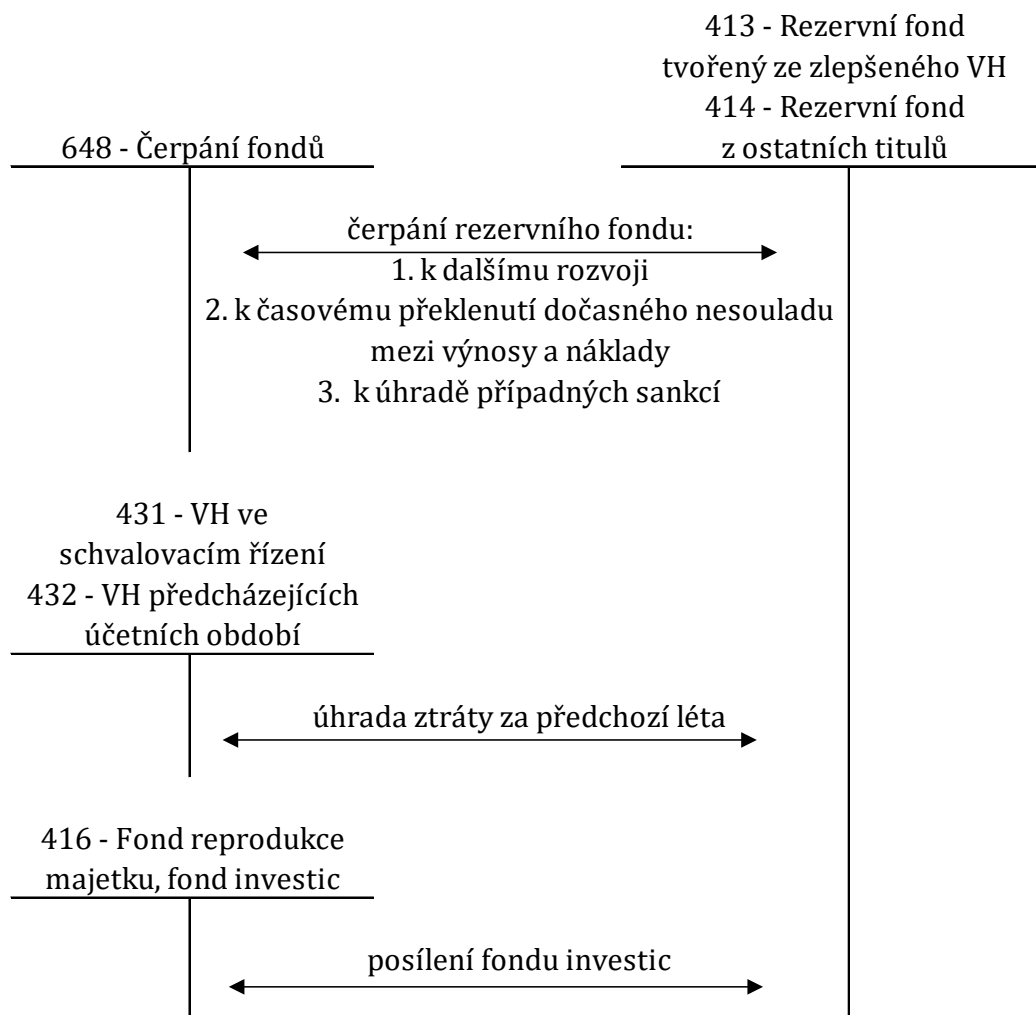 413 - Rezervní fond
tvořený ze zlepšeného VH
414 - Rezervní fond
z ostatních titulů
648 - Čerpání fondů
čerpání rezervního fondu:
1. k dalšímu rozvoji
2. k časovému překlenutí dočasného nesouladu
mezi výnosy a náklady
3. k úhradě případných sankcí
431 - VH ve
schvalovacím řízení
432 - VH předcházejících
účetních období
úhrada ztráty za předchozí léta
416 - Fond reprodukce
majetku, fond investic
posílení fondu investic